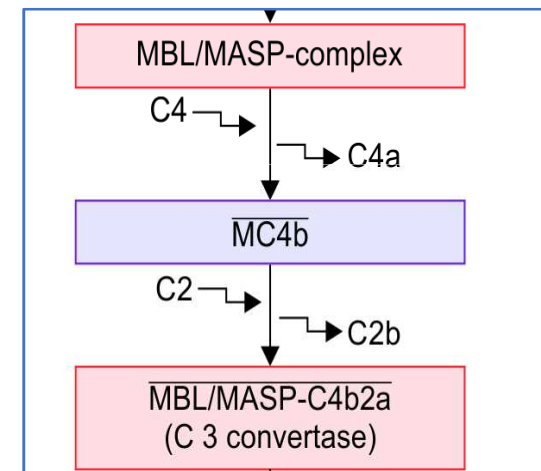 MBL/MASP-complex
C4
C4a
MC4b
C2
C2b
MBL/MASP-C4b2a
(C 3 convertase)